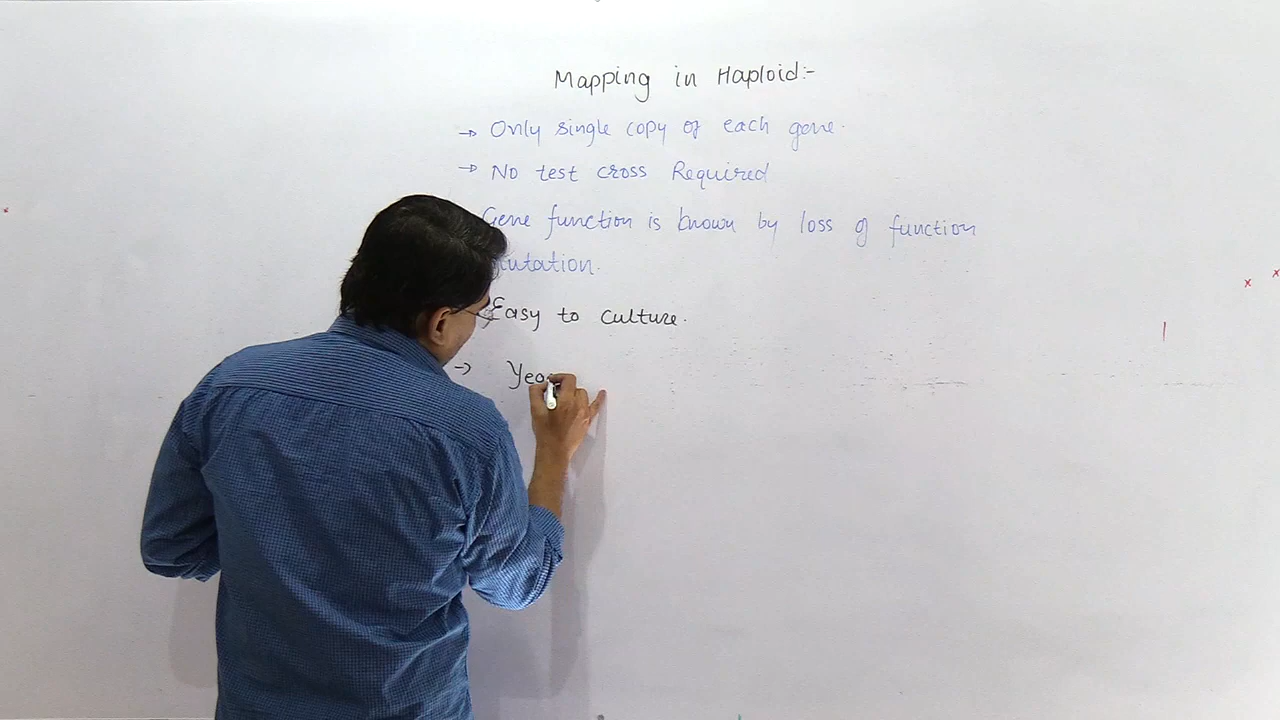 Mapping in Haploid:-
→ Only single copy of each gene.
→ No test cross Required
Gene function is known by loss of function
mutation.
Easy to culture.
→ Yea